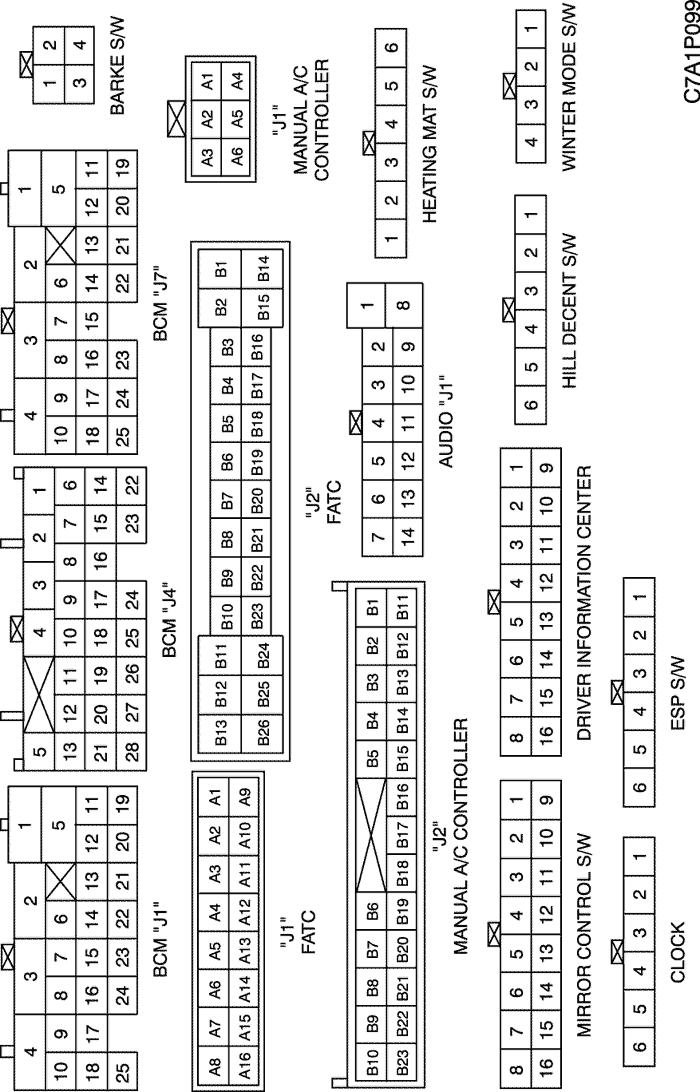 4 3 2 1
10 9 8 7 6 5
18 17 16 15 14 13 12 11
25 24 23 22 21 20 19
BCM "J1"
5 4 3 2 1
13 12 11 10 9 8 7 6
21 20 19 18 17 16 15 14
28 27 26 25 24 23 22
BCM "J4"
4 3 2 1
10 9 8 7 6 5
18 17 16 15 14 13 12 11
25 24 23 22 21 20 19
BCM "J7"
1 2
3 4
BARKE S/W
A8 A7 A6 A5 A4 A3 A2 A1
A16 A15 A14 A13 A12 A11 A10 A9
"J1"
FATC
B13 B12 B11 B10 B9 B8 B7 B6 B5 B4 B3 B2 B1
B26 B25 B24 B23 B22 B21 B20 B19 B18 B17 B16 B15 B14
"J2"
FATC
A3 A2 A1
A6 A5 A4
"J1"
MANUAL A/C
CONTROLLER
B10 B9 B8 B7 B6 B5 B4 B3 B2 B1
B23 B22 B21 B20 B19 B18 B17 B16 B15 B14 B13 B12 B11
"J2"
MANUAL A/C CONTROLLER
7 6 5 4 3 2 1
14 13 12 11 10 9 8
AUDIO "J1"
1 2 3 4 5 6
HEATING MAT S/W
8 7 6 5 4 3 2 1
16 15 14 13 12 11 10 9
MIRROR CONTROL S/W
8 7 6 5 4 3 2 1
16 15 14 13 12 11 10 9
DRIVER INFORMATION CENTER
6 5 4 3 2 1
HILL DECENT S/W
4 3 2 1
WINTER MODE S/W
6 5 4 3 2 1
CLOCK
6 5 4 3 2 1
ESP S/W
C7A1P099